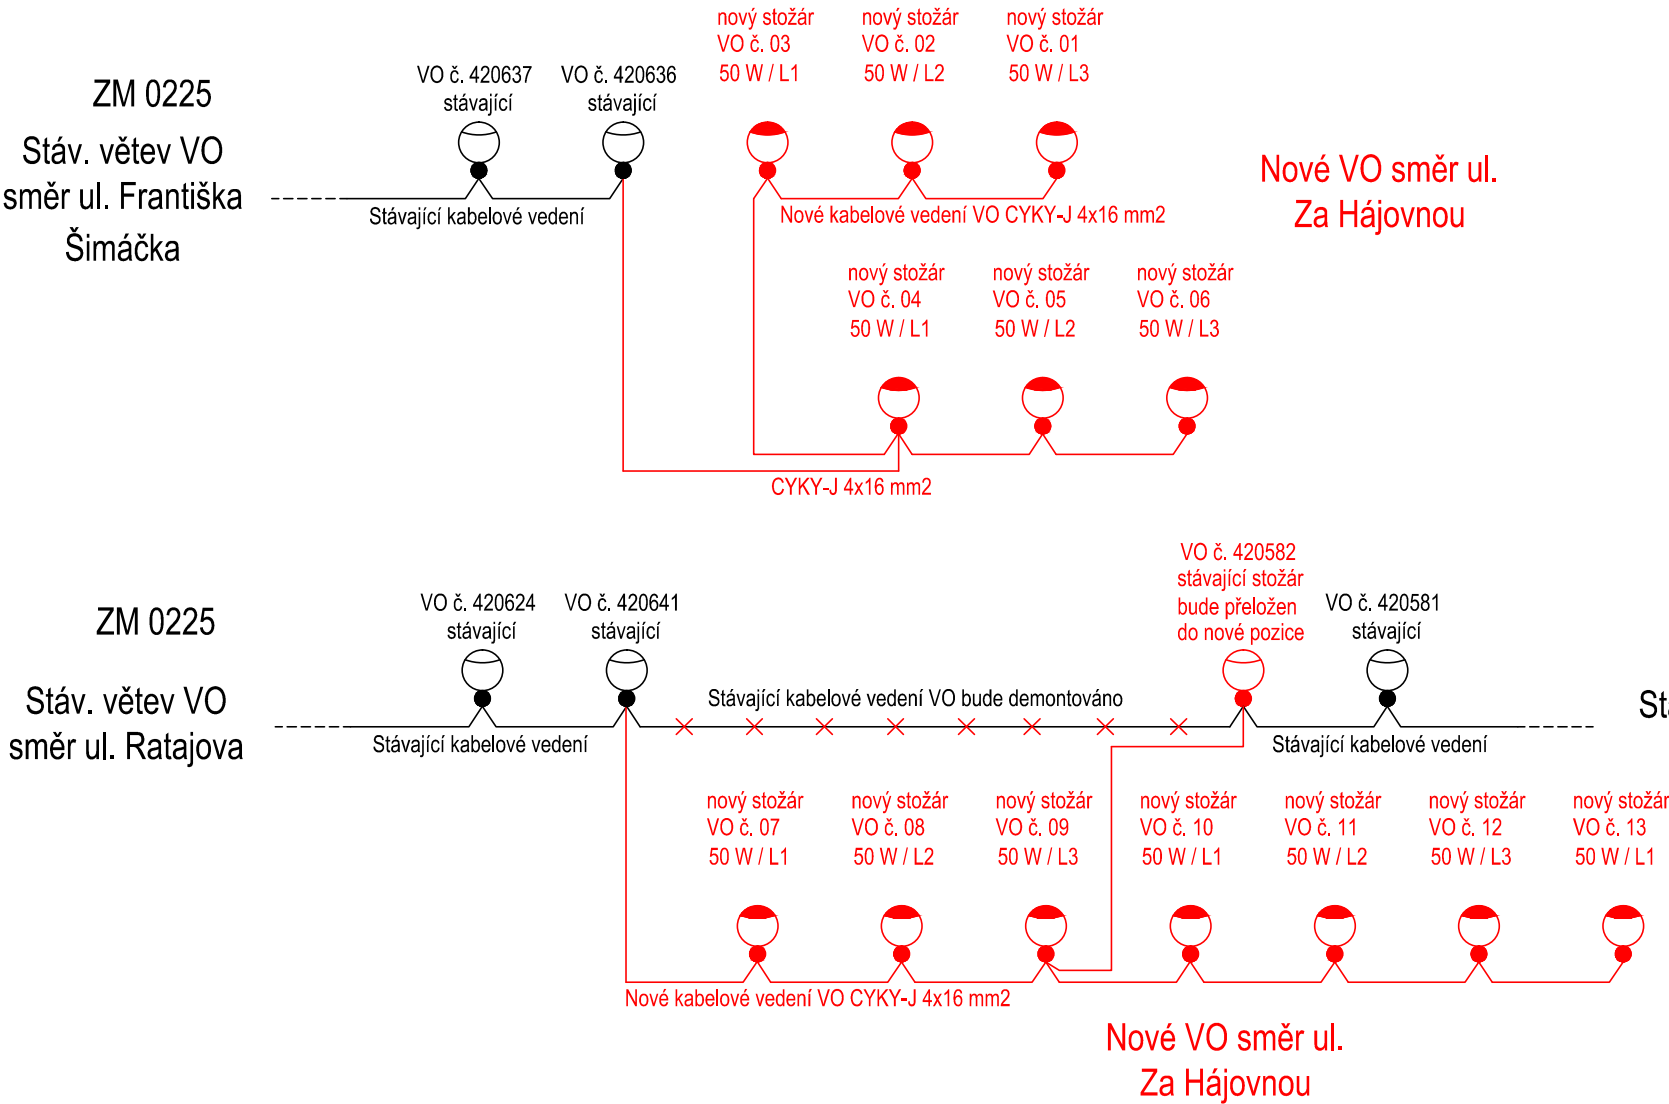 nový stožár
VO č. 03
50 W / L1
nový stožár
VO č. 02
50 W / L2
nový stožár
VO č. 01
50 W / L3
ZM 0225
Stáv. větev VO
směr ul. Františka
Šimáčka
VO č. 420637
stávající
VO č. 420636
stávající
Stávající kabelové vedení
Nové kabelové vedení VO CYKY-J 4x16 mm2
Nové VO směr ul.
Za Hájovnou
nový stožár
VO č. 04
50 W / L1
nový stožár
VO č. 05
50 W / L2
nový stožár
VO č. 06
50 W / L3
CYKY-J 4x16 mm2
ZM 0225
Stáv. větev VO
směr ul. Ratajova
VO č. 420624
stávající
VO č. 420641
stávající
VO č. 420582
stávající stožár
bude přeložen
do nové pozice
VO č. 420581
stávající
Stávající kabelové vedení VO bude demontováno
Stávající kabelové vedení
Stávající kabelové vedení
nový stožár
VO č. 07
50 W / L1
nový stožár
VO č. 08
50 W / L2
nový stožár
VO č. 09
50 W / L3
nový stožár
VO č. 10
50 W / L1
nový stožár
VO č. 11
50 W / L2
nový stožár
VO č. 12
50 W / L3
nový stožár
VO č. 13
50 W / L1
Nové kabelové vedení VO CYKY-J 4x16 mm2
Nové VO směr ul.
Za Hájovnou